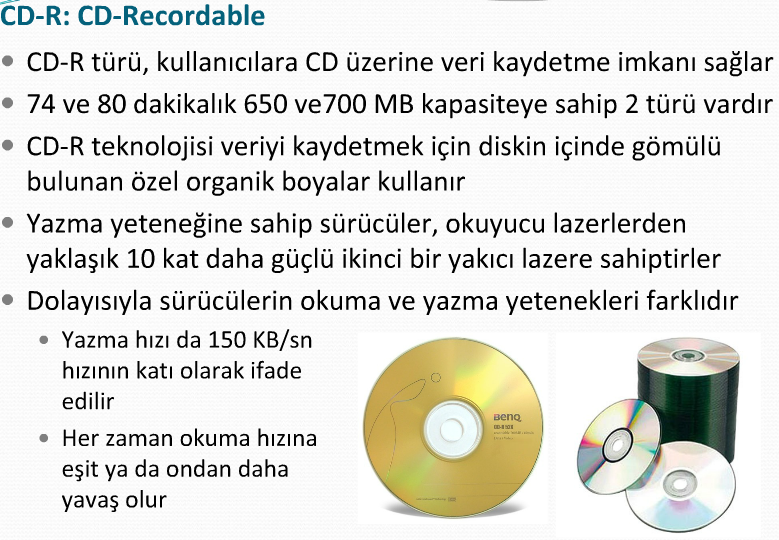 CD-R: CD-Recordable
• CD-R türü, kullanıcılara CD üzerine veri kaydetme imkanı sağlar
• 74 ve 80 dakikalık 650 ve700 MB kapasiteye sahip 2 türü vardır
• CD-R teknolojisi veriyi kaydetmek için diskin içinde gömülü
bulunan özel organik boyalar kullanır
• Yazma yeteneğine sahip sürücüler, okuyucu lazerlerden
yaklaşık 10 kat daha güçlü ikinci bir yakıcı lazere sahiptirler
• Dolayısıyla sürücülerin okuma ve yazma yetenekleri farklıdır
• Yazma hızı da 150 KB/sn
hızının katı olarak ifade
edilir
• Her zaman okuma hızına
eşit ya da ondan daha
yavaş olur
BenQ